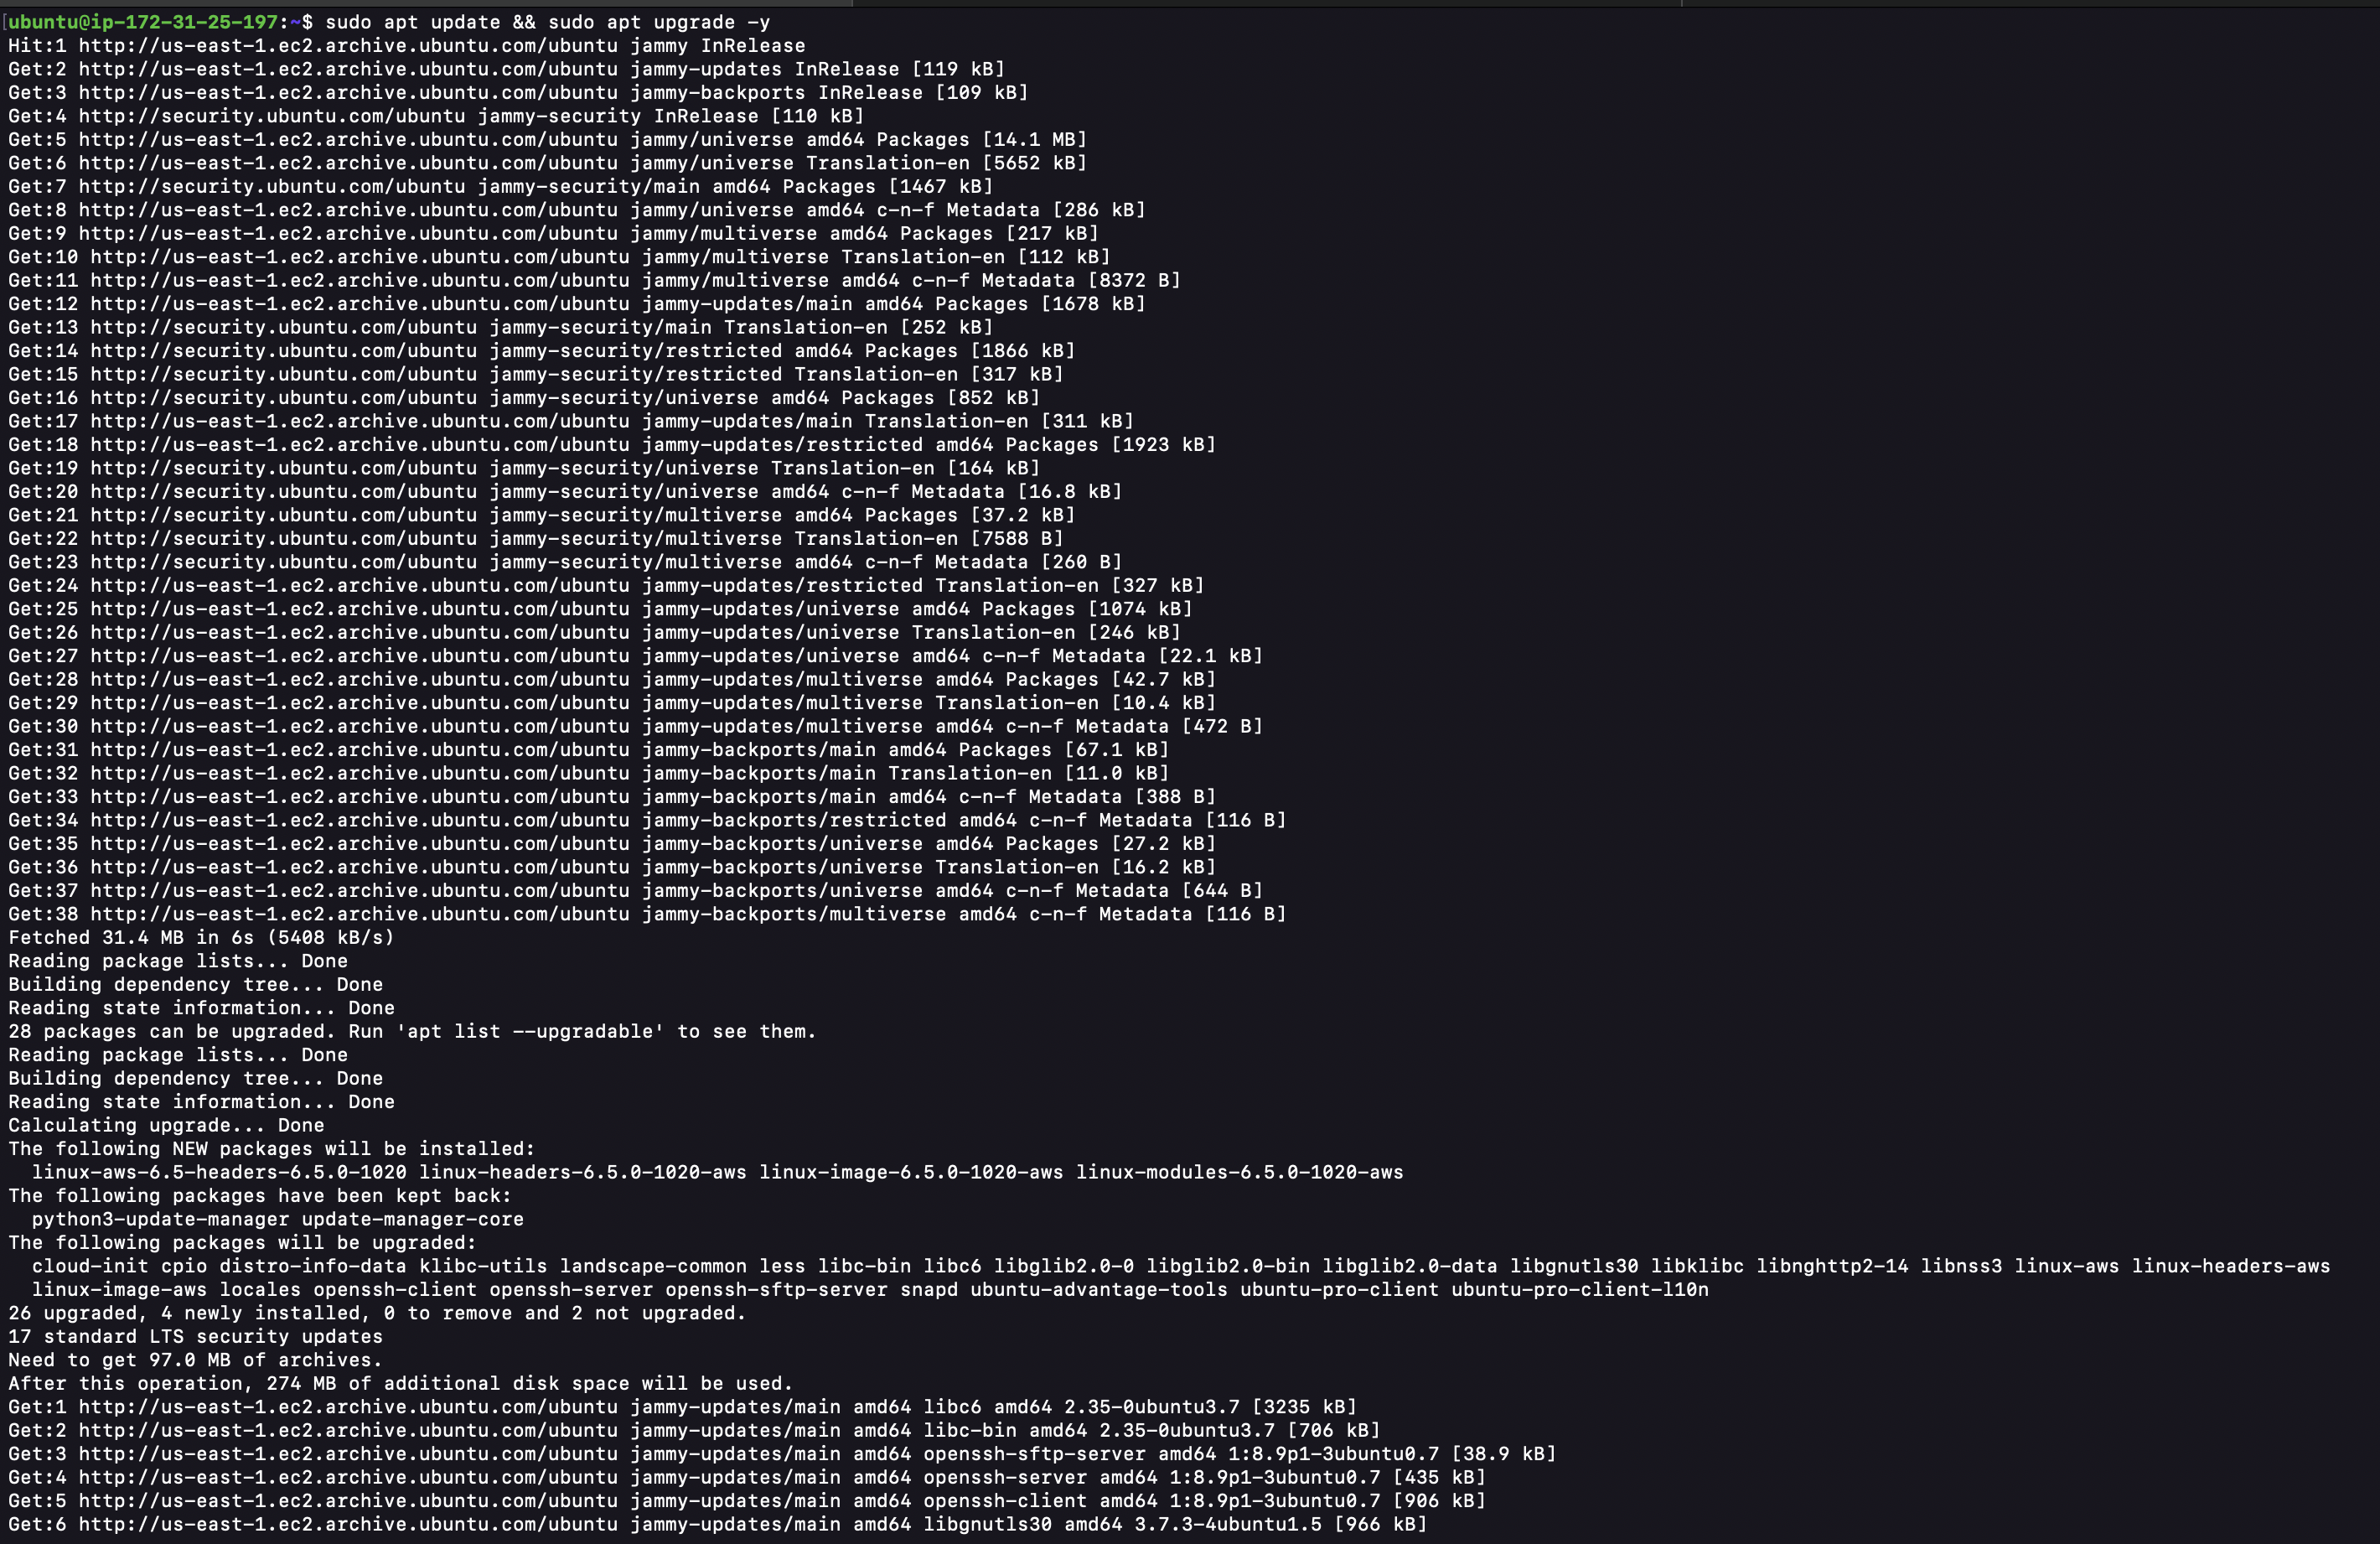 ubuntu@ip-172-31-25-197:~$ sudo apt update && sudo apt upgrade -y
Hit:1 http://us-east-1.ec2.archive.ubuntu.com/ubuntu jammy InRelease
Get:2 http://us-east-1.ec2.archive.ubuntu.com/ubuntu jammy-updates InRelease [119 kB]
Get:3 http://us-east-1.ec2.archive.ubuntu.com/ubuntu jammy-backports InRelease [109 kB]
Get:4 http://security.ubuntu.com/ubuntu jammy-security InRelease [110 kB]
Get:5 http://us-east-1.ec2.archive.ubuntu.com/ubuntu jammy/universe amd64 Packages [14.1 MB]
Get:6 http://us-east-1.ec2.archive.ubuntu.com/ubuntu jammy/universe Translation-en [5652 kB]
Get:7 http://security.ubuntu.com/ubuntu jammy-security/main amd64 Packages [1467 kB]
Get:8 http://us-east-1.ec2.archive.ubuntu.com/ubuntu jammy/universe amd64 c-n-f Metadata [286 kB]
Get:9 http://us-east-1.ec2.archive.ubuntu.com/ubuntu jammy/multiverse amd64 Packages [217 kB]
Get:10 http://us-east-1.ec2.archive.ubuntu.com/ubuntu jammy/multiverse Translation-en [112 kB]
Get:11 http://us-east-1.ec2.archive.ubuntu.com/ubuntu jammy/multiverse amd64 c-n-f Metadata [8372 B]
Get:12 http://us-east-1.ec2.archive.ubuntu.com/ubuntu jammy-updates/main amd64 Packages [1678 kB]
Get:13 http://security.ubuntu.com/ubuntu jammy-security/main Translation-en [252 kB]
Get:14 http://security.ubuntu.com/ubuntu jammy-security/restricted amd64 Packages [1866 kB]
Get:15 http://security.ubuntu.com/ubuntu jammy-security/restricted Translation-en [317 kB]
Get:16 http://security.ubuntu.com/ubuntu jammy-security/universe amd64 Packages [852 kB]
Get:17 http://us-east-1.ec2.archive.ubuntu.com/ubuntu jammy-updates/main Translation-en [311 kB]
Get:18 http://us-east-1.ec2.archive.ubuntu.com/ubuntu jammy-updates/restricted amd64 Packages [1923 kB]
Get:19 http://security.ubuntu.com/ubuntu jammy-security/universe Translation-en [164 kB]
Get:20 http://security.ubuntu.com/ubuntu jammy-security/universe amd64 c-n-f Metadata [16.8 kB]
Get:21 http://security.ubuntu.com/ubuntu jammy-security/multiverse amd64 Packages [37.2 kB]
Get:22 http://security.ubuntu.com/ubuntu jammy-security/multiverse Translation-en [7588 B]
Get:23 http://security.ubuntu.com/ubuntu jammy-security/multiverse amd64 c-n-f Metadata [260 B]
Get:24 http://us-east-1.ec2.archive.ubuntu.com/ubuntu jammy-updates/restricted Translation-en [327 kB]
Get:25 http://us-east-1.ec2.archive.ubuntu.com/ubuntu jammy-updates/universe amd64 Packages [1074 kB]
Get:26 http://us-east-1.ec2.archive.ubuntu.com/ubuntu jammy-updates/universe Translation-en [246 kB]
Get:27 http://us-east-1.ec2.archive.ubuntu.com/ubuntu jammy-updates/universe amd64 c-n-f Metadata [22.1 kB]
Get:28 http://us-east-1.ec2.archive.ubuntu.com/ubuntu jammy-updates/multiverse amd64 Packages [42.7 kB]
Get:29 http://us-east-1.ec2.archive.ubuntu.com/ubuntu jammy-updates/multiverse Translation-en [10.4 kB]
Get:30 http://us-east-1.ec2.archive.ubuntu.com/ubuntu jammy-updates/multiverse amd64 c-n-f Metadata [472 B]
Get:31 http://us-east-1.ec2.archive.ubuntu.com/ubuntu jammy-backports/main amd64 Packages [67.1 kB]
Get:32 http://us-east-1.ec2.archive.ubuntu.com/ubuntu jammy-backports/main Translation-en [11.0 kB]
Get:33 http://us-east-1.ec2.archive.ubuntu.com/ubuntu jammy-backports/main amd64 c-n-f Metadata [388 B]
Get:34 http://us-east-1.ec2.archive.ubuntu.com/ubuntu jammy-backports/restricted amd64 c-n-f Metadata [116 B]
Get:35 http://us-east-1.ec2.archive.ubuntu.com/ubuntu jammy-backports/universe amd64 Packages [27.2 kB]
Get:36 http://us-east-1.ec2.archive.ubuntu.com/ubuntu jammy-backports/universe Translation-en [16.2 kB]
Get:37 http://us-east-1.ec2.archive.ubuntu.com/ubuntu jammy-backports/universe amd64 c-n-f Metadata [644 B]
Get:38 http://us-east-1.ec2.archive.ubuntu.com/ubuntu jammy-backports/multiverse amd64 c-n-f Metadata [116 B]
Fetched 31.4 MB in 6s (5408 kB/s)
Reading package lists... Done
Building dependency tree... Done
Reading state information... Done
28 packages can be upgraded. Run 'apt list --upgradable' to see them.
Reading package lists... Done
Building dependency tree... Done
Reading state information... Done
Calculating upgrade... Done
The following NEW packages will be installed:
  linux-aws-6.5-headers-6.5.0-1020 linux-headers-6.5.0-1020-aws linux-image-6.5.0-1020-aws linux-modules-6.5.0-1020-aws
The following packages have been kept back:
  python3-update-manager update-manager-core
The following packages will be upgraded:
  cloud-init cpio distro-info-data klibc-utils landscape-common less libc-bin libc6 libglib2.0-0 libglib2.0-bin libglib2.0-data libgnutls30 libklibc libnghttp2-14 libnss3 linux-aws linux-headers-aws
  linux-image-aws locales openssh-client openssh-server openssh-sftp-server snapd ubuntu-advantage-tools ubuntu-pro-client ubuntu-pro-client-l10n
26 upgraded, 4 newly installed, 0 to remove and 2 not upgraded.
17 standard LTS security updates
Need to get 97.0 MB of archives.
After this operation, 274 MB of additional disk space will be used.
Get:1 http://us-east-1.ec2.archive.ubuntu.com/ubuntu jammy-updates/main amd64 libc6 amd64 2.35-0ubuntu3.7 [3235 kB]
Get:2 http://us-east-1.ec2.archive.ubuntu.com/ubuntu jammy-updates/main amd64 libc-bin amd64 2.35-0ubuntu3.7 [706 kB]
Get:3 http://us-east-1.ec2.archive.ubuntu.com/ubuntu jammy-updates/main amd64 openssh-sftp-server amd64 1:8.9p1-3ubuntu0.7 [38.9 kB]
Get:4 http://us-east-1.ec2.archive.ubuntu.com/ubuntu jammy-updates/main amd64 openssh-server amd64 1:8.9p1-3ubuntu0.7 [435 kB]
Get:5 http://us-east-1.ec2.archive.ubuntu.com/ubuntu jammy-updates/main amd64 openssh-client amd64 1:8.9p1-3ubuntu0.7 [906 kB]
Get:6 http://us-east-1.ec2.archive.ubuntu.com/ubuntu jammy-updates/main amd64 libgnutls30 amd64 3.7.3-4ubuntu1.5 [966 kB]